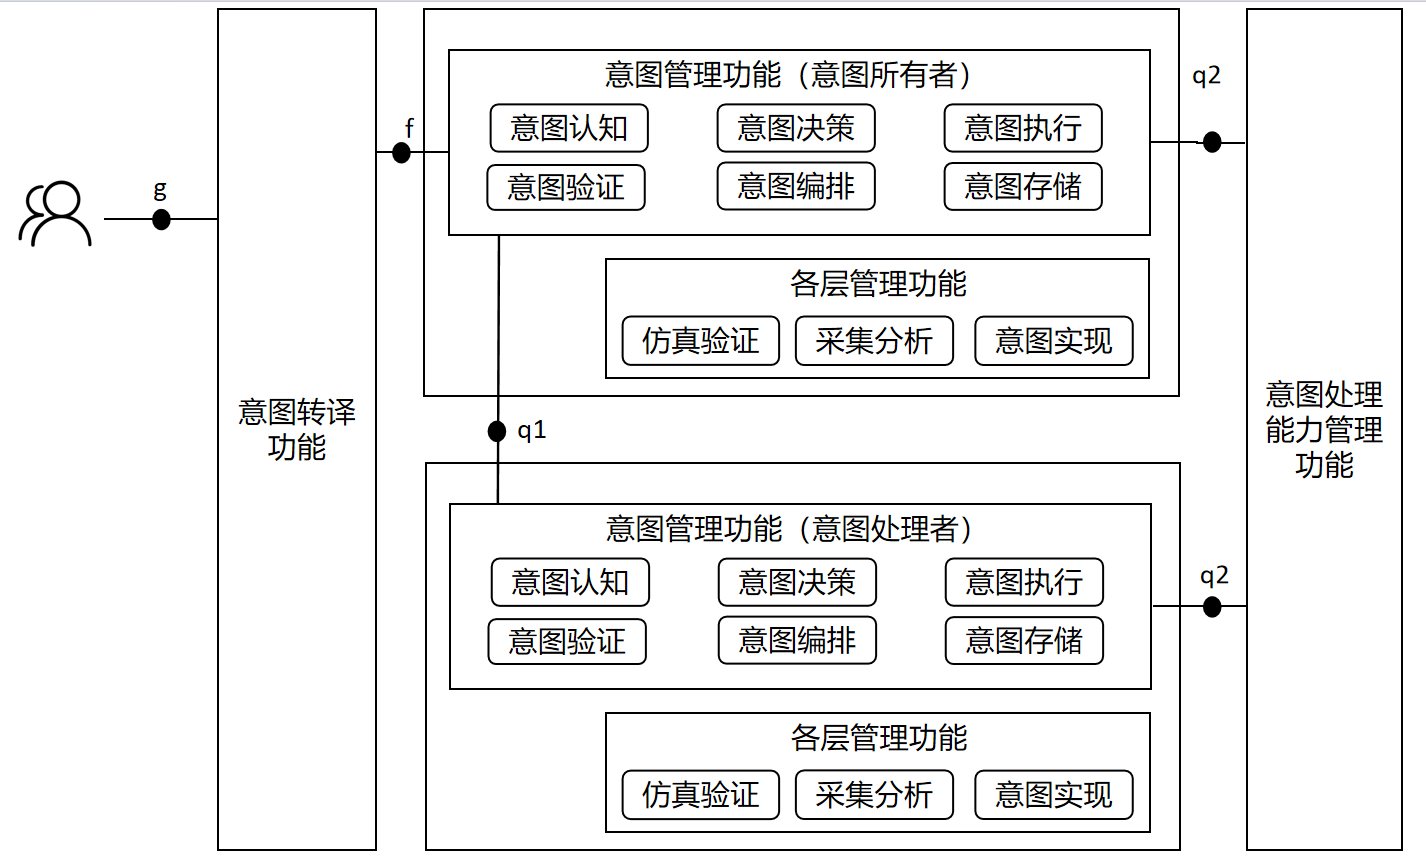 g
意图转译
功能
f
意图管理功能（意图所有者）
意图认知
意图决策
意图执行
意图验证
意图编排
意图存储
各层管理功能
仿真验证
采集分析
意图实现
q1
意图管理功能（意图处理者）
意图认知
意图决策
意图执行
意图验证
意图编排
意图存储
各层管理功能
仿真验证
采集分析
意图实现
q2
q2
意图处理
能力管理
功能